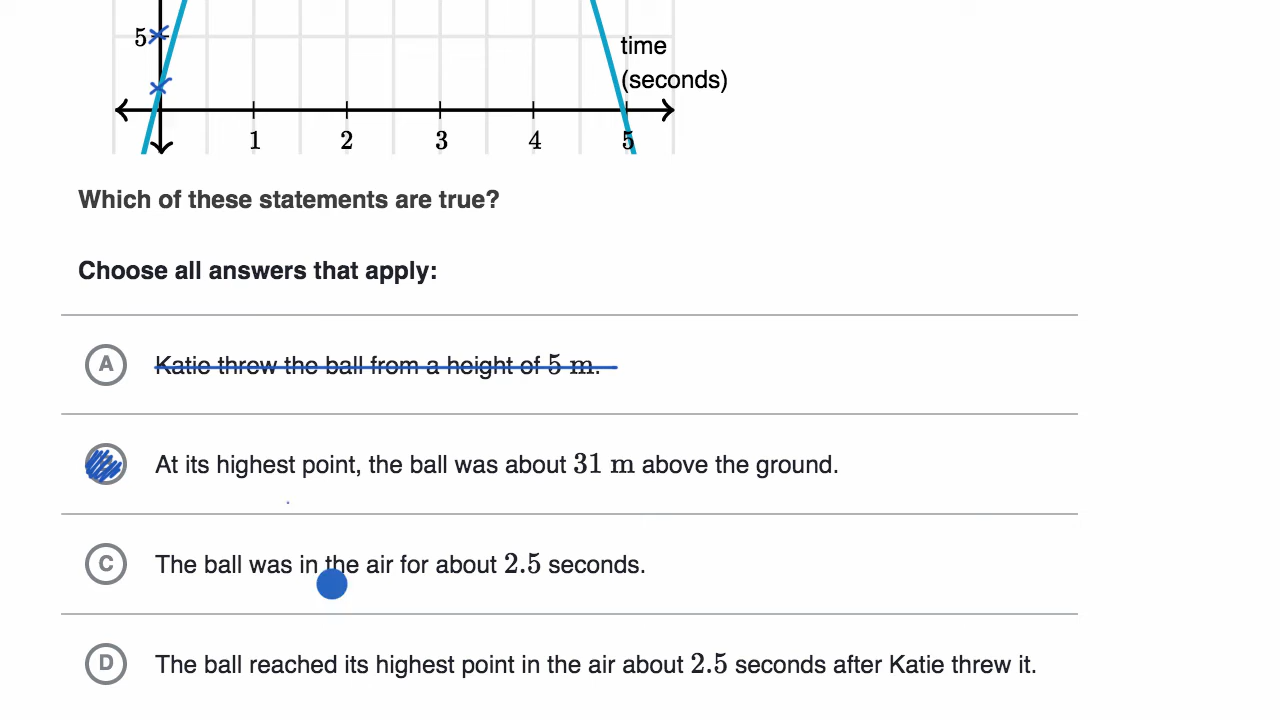 5
time
(seconds)
1 2 3 4 5
Which of these statements are true?
Choose all answers that apply:
A Katie threw the ball from a height of 5 m.
At its highest point, the ball was about 31 m above the ground.
C The ball was in the air for about 2.5 seconds.
D The ball reached its highest point in the air about 2.5 seconds after Katie threw it.